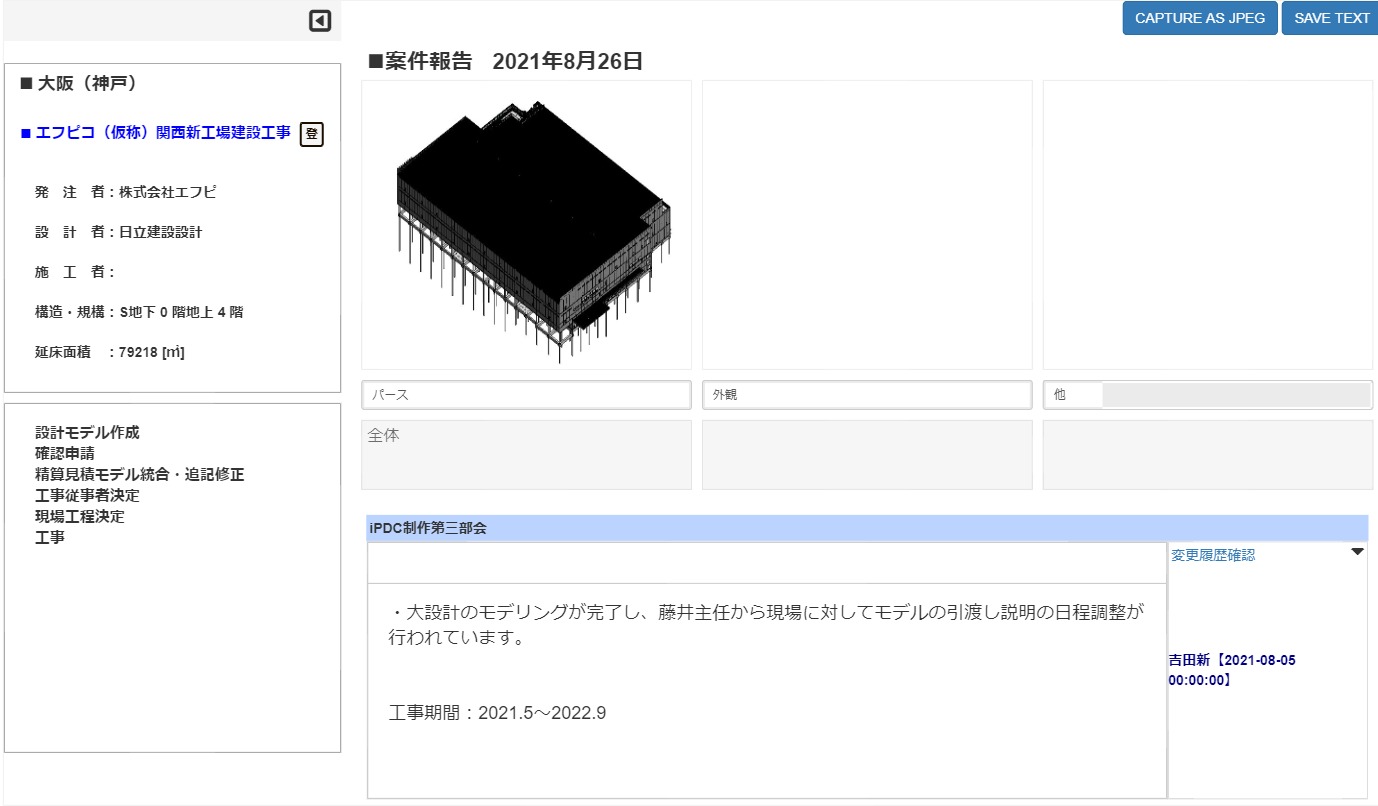 CAPTURE AS JPEG
SAVE TEXT
■案件報告 2021年8月26日
■ 大阪（神戸）
■ エフピコ（仮称）関西新工場建設工事 登
発 注 者：株式会社エフピ
設 計 者：日立建設設計
施 工 者：
構造・規構：S地下 0 階地上 4 階
延床面積 ：79218 [㎡]
設計モデル作成
確認申請
精算見積モデル統合・追記修正
工事従事者決定
現場工程決定
工事
パース
外観
他
全体
iPDC制作第三部会
変更履歴確認
・大設計のモデリングが完了し、藤井主任から現場に対してモデルの引渡し説明の日程調整が
行われています。
工事期間：2021.5～2022.9
吉田新【2021-08-05
00:00:00】